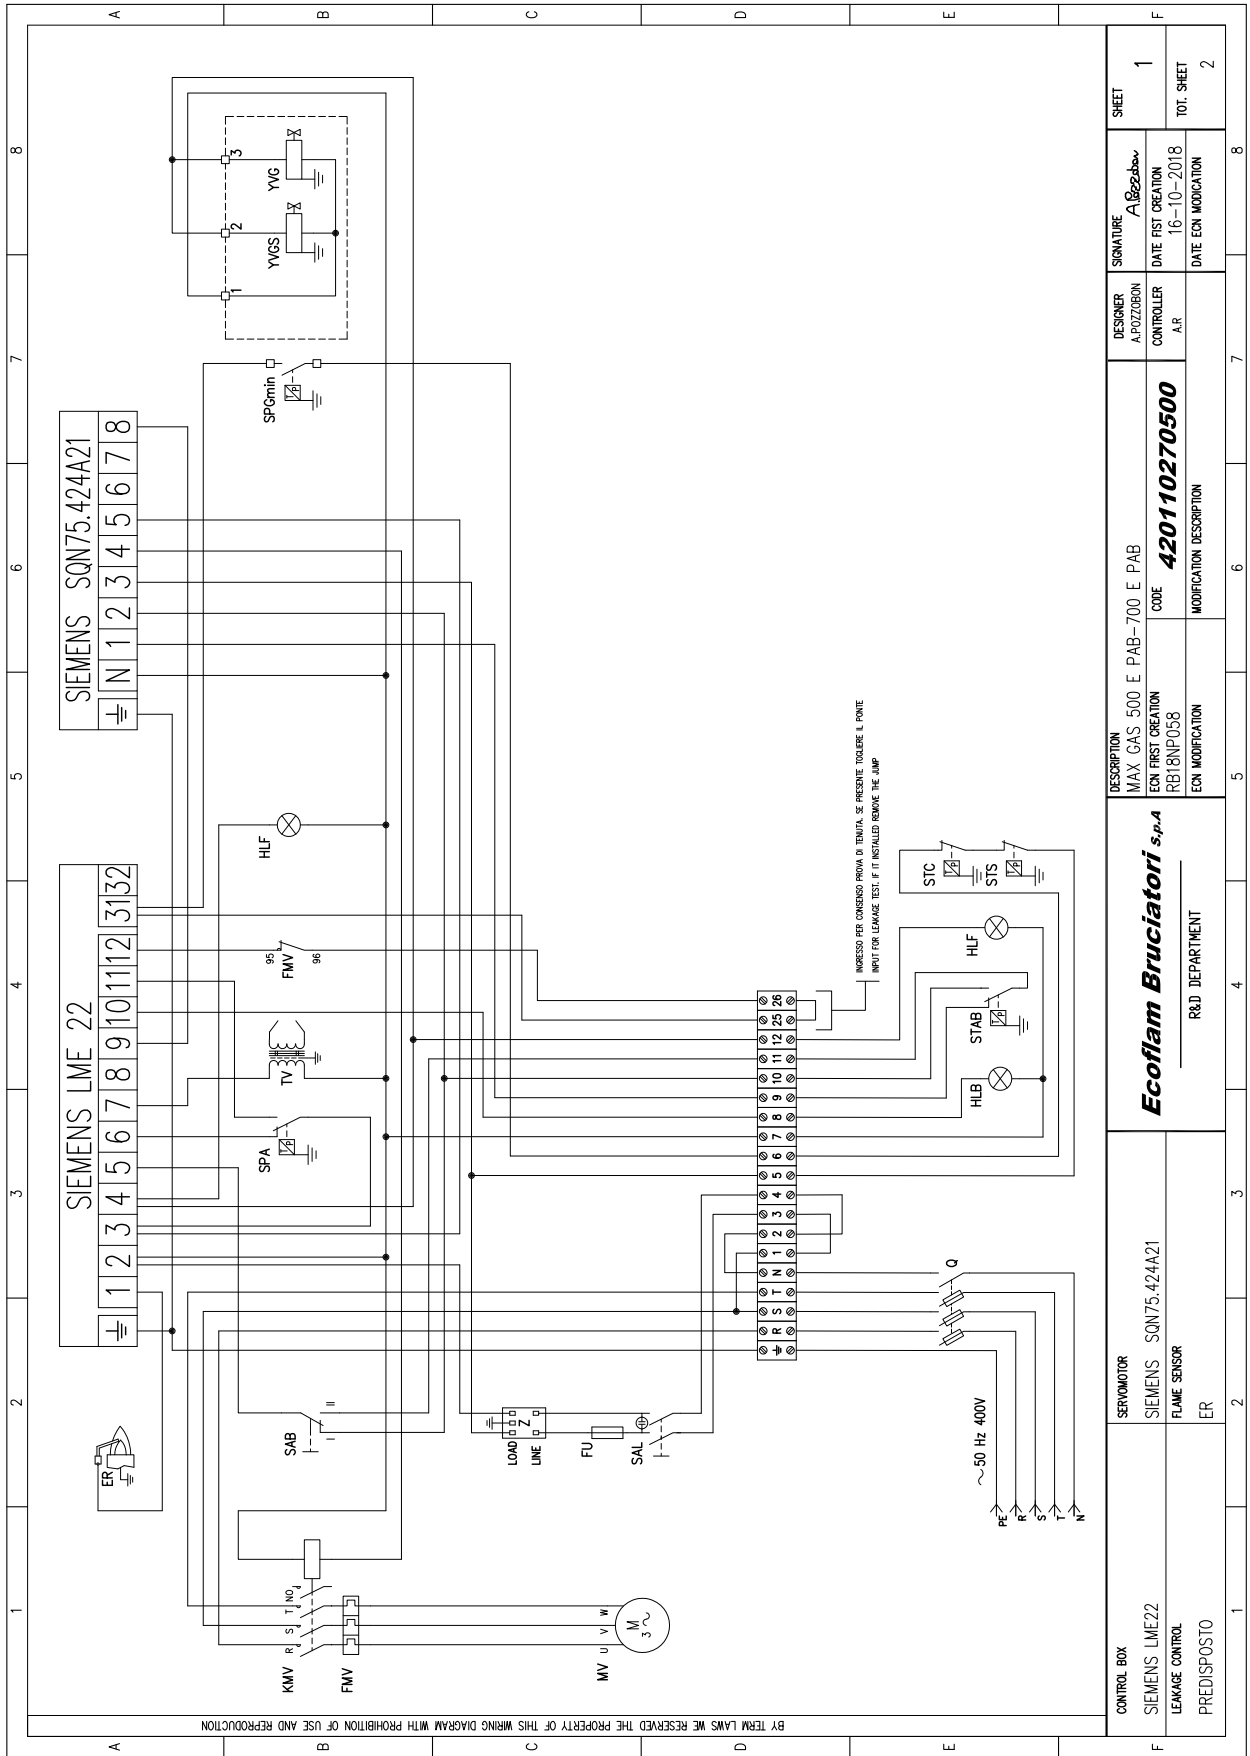 1 2 3 4 5 6 7 8
A B C D E F
SIEMENS LME 22
1 2 3 4 5 6 7 8 9 10 11 12 31 32
SIEMENS SQN75.424A21
N 1 2 3 4 5 6 7 8
ER
SAB
I II
SPA
TV
95
FMV
96
HLF
SPGmin
T/P
1 2 3
YVGS
YVG
KMV
R S T NO
FMV
MV
U V W
M
3~
LOAD
Z
LINE
FU
SAL
R S T N 1 2 3 4 5 6 7 8 9 10 11 12 25 26
INGRESSO PER CONSENSO PROVA DI TENUTA. SE PRESENTE TOGLIERE IL PONTE
INPUT FOR LEAKAGE TEST. IF IT INSTALLED REMOVE THE JUMP
~50 Hz 400V
PE
R
S
T
N
Q
HLB
T/P
STAB
HLF
STC
T/P
STS
T/P
BY TERM LAWS WE RESERVED THE PROPERTY OF THIS WIRING DIAGRAM WITH PROHIBITION OF USE AND REPRODUCTION
CONTROL BOX
SIEMENS LME22
LEAKAGE CONTROL
PREDISPOSTO
SERVOMOTOR
SIEMENS SQN75.424A21
FLAME SENSOR
ER
Ecoflam Bruciatori s.p.A
R&D DEPARTMENT
DESCRIPTION
MAX GAS 500 E PAB-700 E PAB
ECN FIRST CREATION
RB18NP058
CODE
420110270500
ECN MODIFICATION
MODIFICATION DESCRIPTION
DESIGNER
A.POZZOBON
CONTROLLER
A.R
SIGNATURE
A.Pozzobon
DATE FIST CREATION
16-10-2018
DATE ECN MODICATION
SHEET
1
TOT. SHEET
2
1 2 3 4 5 6 7 8
A B C D E F